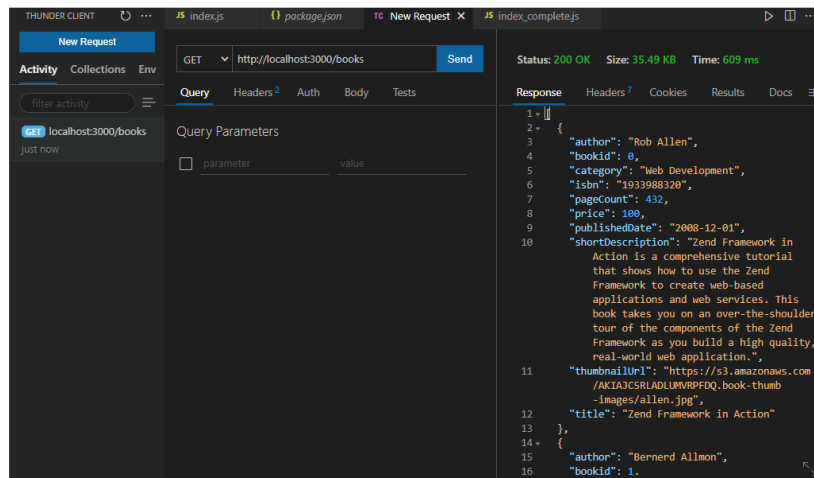 THUNDER CLIENT
New Request
Activity Collections Env
filter activity
GET localhost:3000/books
just now
JS index.js {} package.json TC New Request × JS index_complete.js
GET http://localhost:3000/books Send
Query Headers 2 Auth Body Tests
Query Parameters
parameter value
Status: 200 OK Size: 35.49 KB Time: 609 ms
Response Headers 7 Cookies Results Docs
1 [
2 {
3 "author": "Rob Allen",
4 "bookid": 0,
5 "category": "Web Development",
6 "isbn": "1933988320",
7 "pageCount": 432,
8 "price": 100,
9 "publishedDate": "2008-12-01",
10 "shortDescription": "Zend Framework in
Action is a comprehensive tutorial
that shows how to use the Zend
Framework to create web-based
applications and web services. This
book takes you on an over-the-shoulder
tour of the components of the Zend
Framework as you build a high quality,
real-world web application.",
11 "thumbnailUrl": "https://s3.amazonaws.com
/AKIAJC5RLADLUMVRPFDQ.book-thumb
-images/allen.jpg",
12 "title": "Zend Framework in Action"
13 },
14 {
15 "author": "Bernerd Allmon",
16 "bookid": 1,